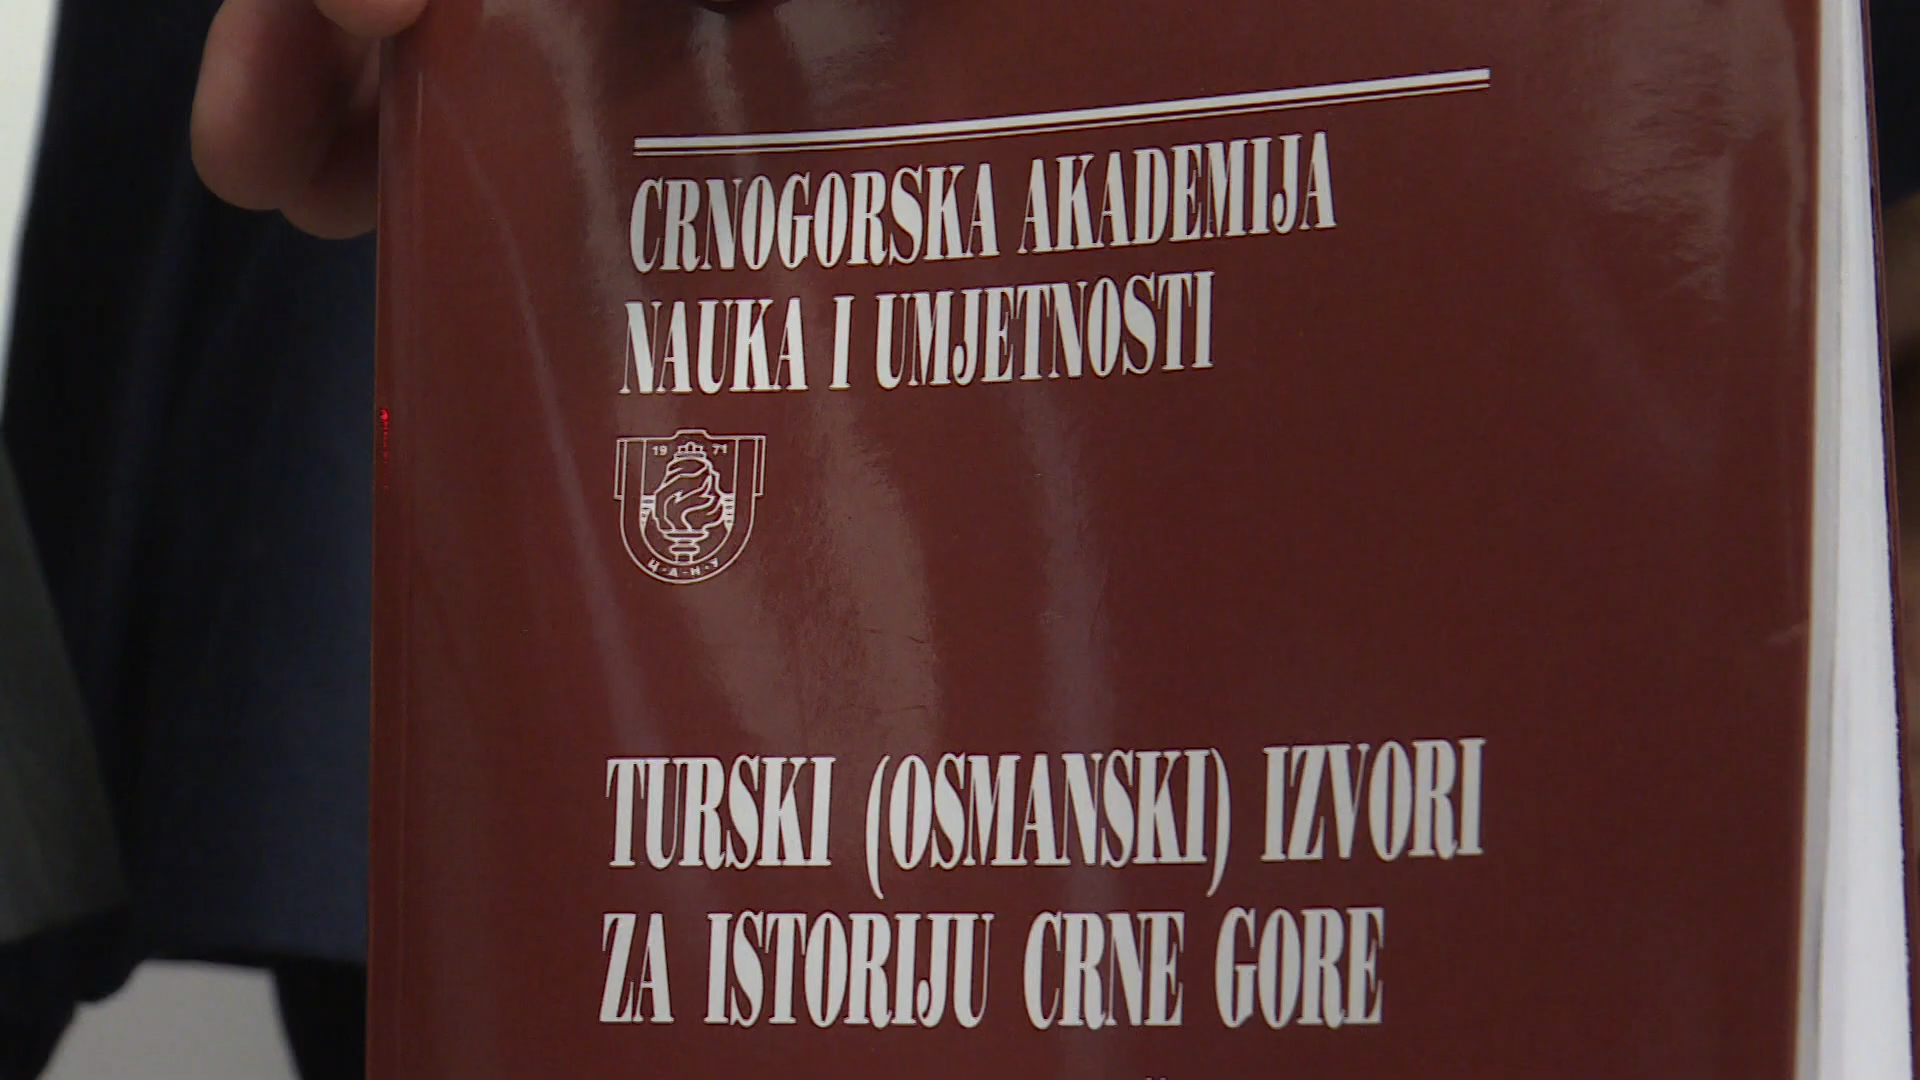 CRNOGORSKA AKADEMIJA
NAUKA I UMJETNOSTI
19 71
Ц·А·Н·У
TURSKI (OSMANSKI) IZVORI
ZA ISTORIJU CRNE GORE